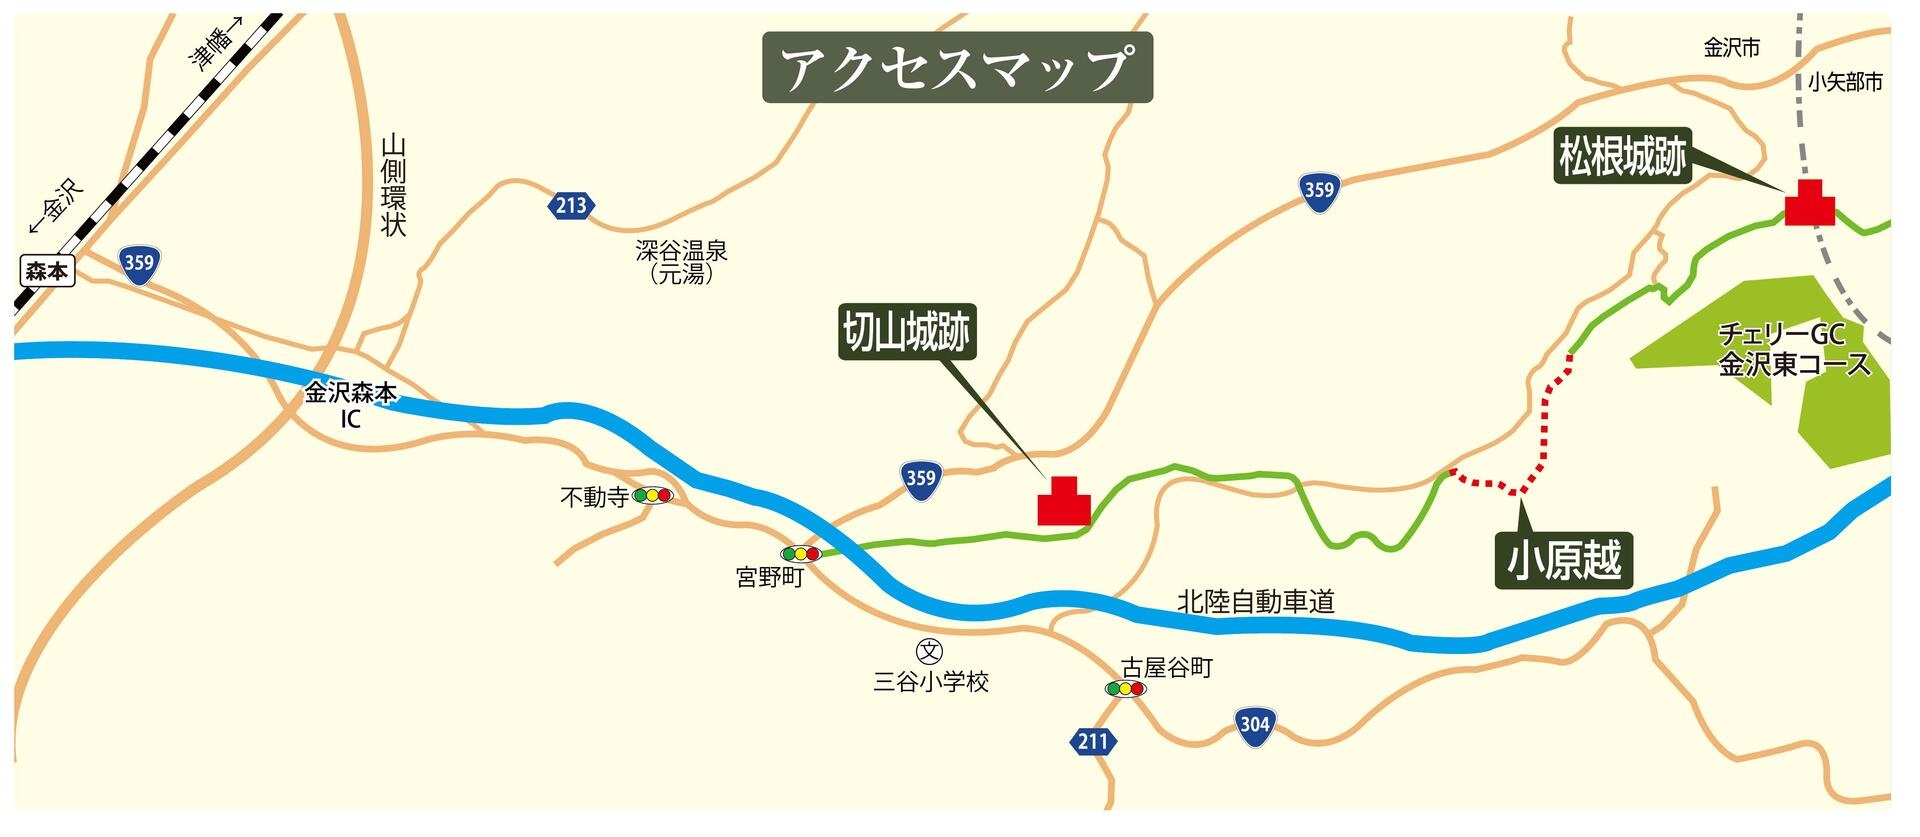 アクセスマップ
津幡→
←金沢
森本
359
山側環状
213
深谷温泉
（元湯）
金沢市
小矢部市
松根城跡
359
切山城跡
チェリーGC
金沢東コース
金沢森本
IC
不動寺
359
宮野町
小原越
北陸自動車道
文
三谷小学校
古屋谷町
304
211